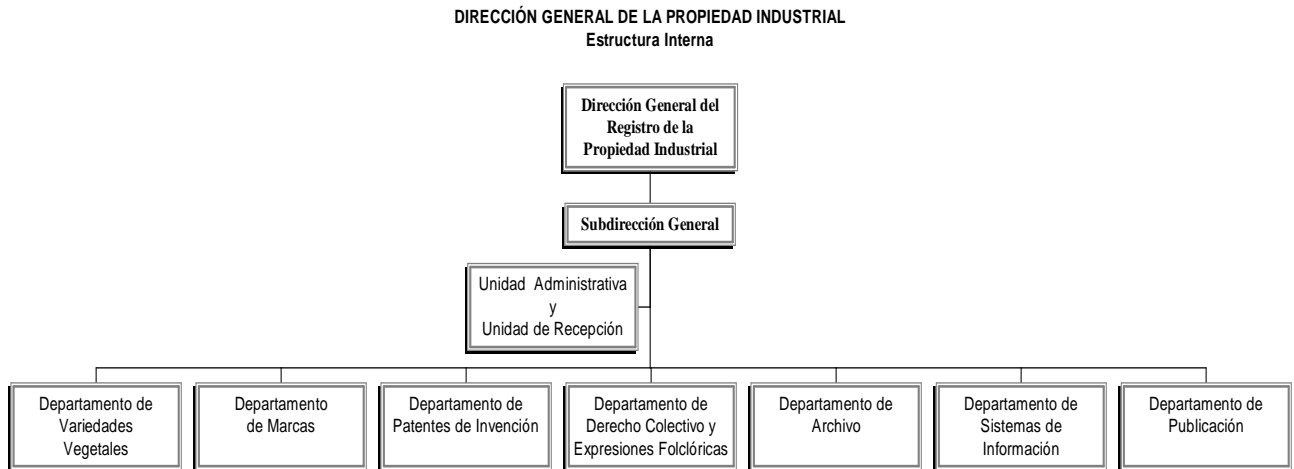 DIRECCIÓN GENERAL DE LA PROPIEDAD INDUSTRIAL
Estructura Interna
Dirección General del
Registro de la
Propiedad Industrial
Subdirección General
Unidad Administrativa
y
Unidad de Recepción
Departamento de
Variedades
Vegetales
Departamento
de Marcas
Departamento de
Patentes de Invención
Departamento de
Derecho Colectivo y
Expresiones Folclóricas
Departamento de
Archivo
Departamento de
Sistemas de
Información
Departamento de
Publicación